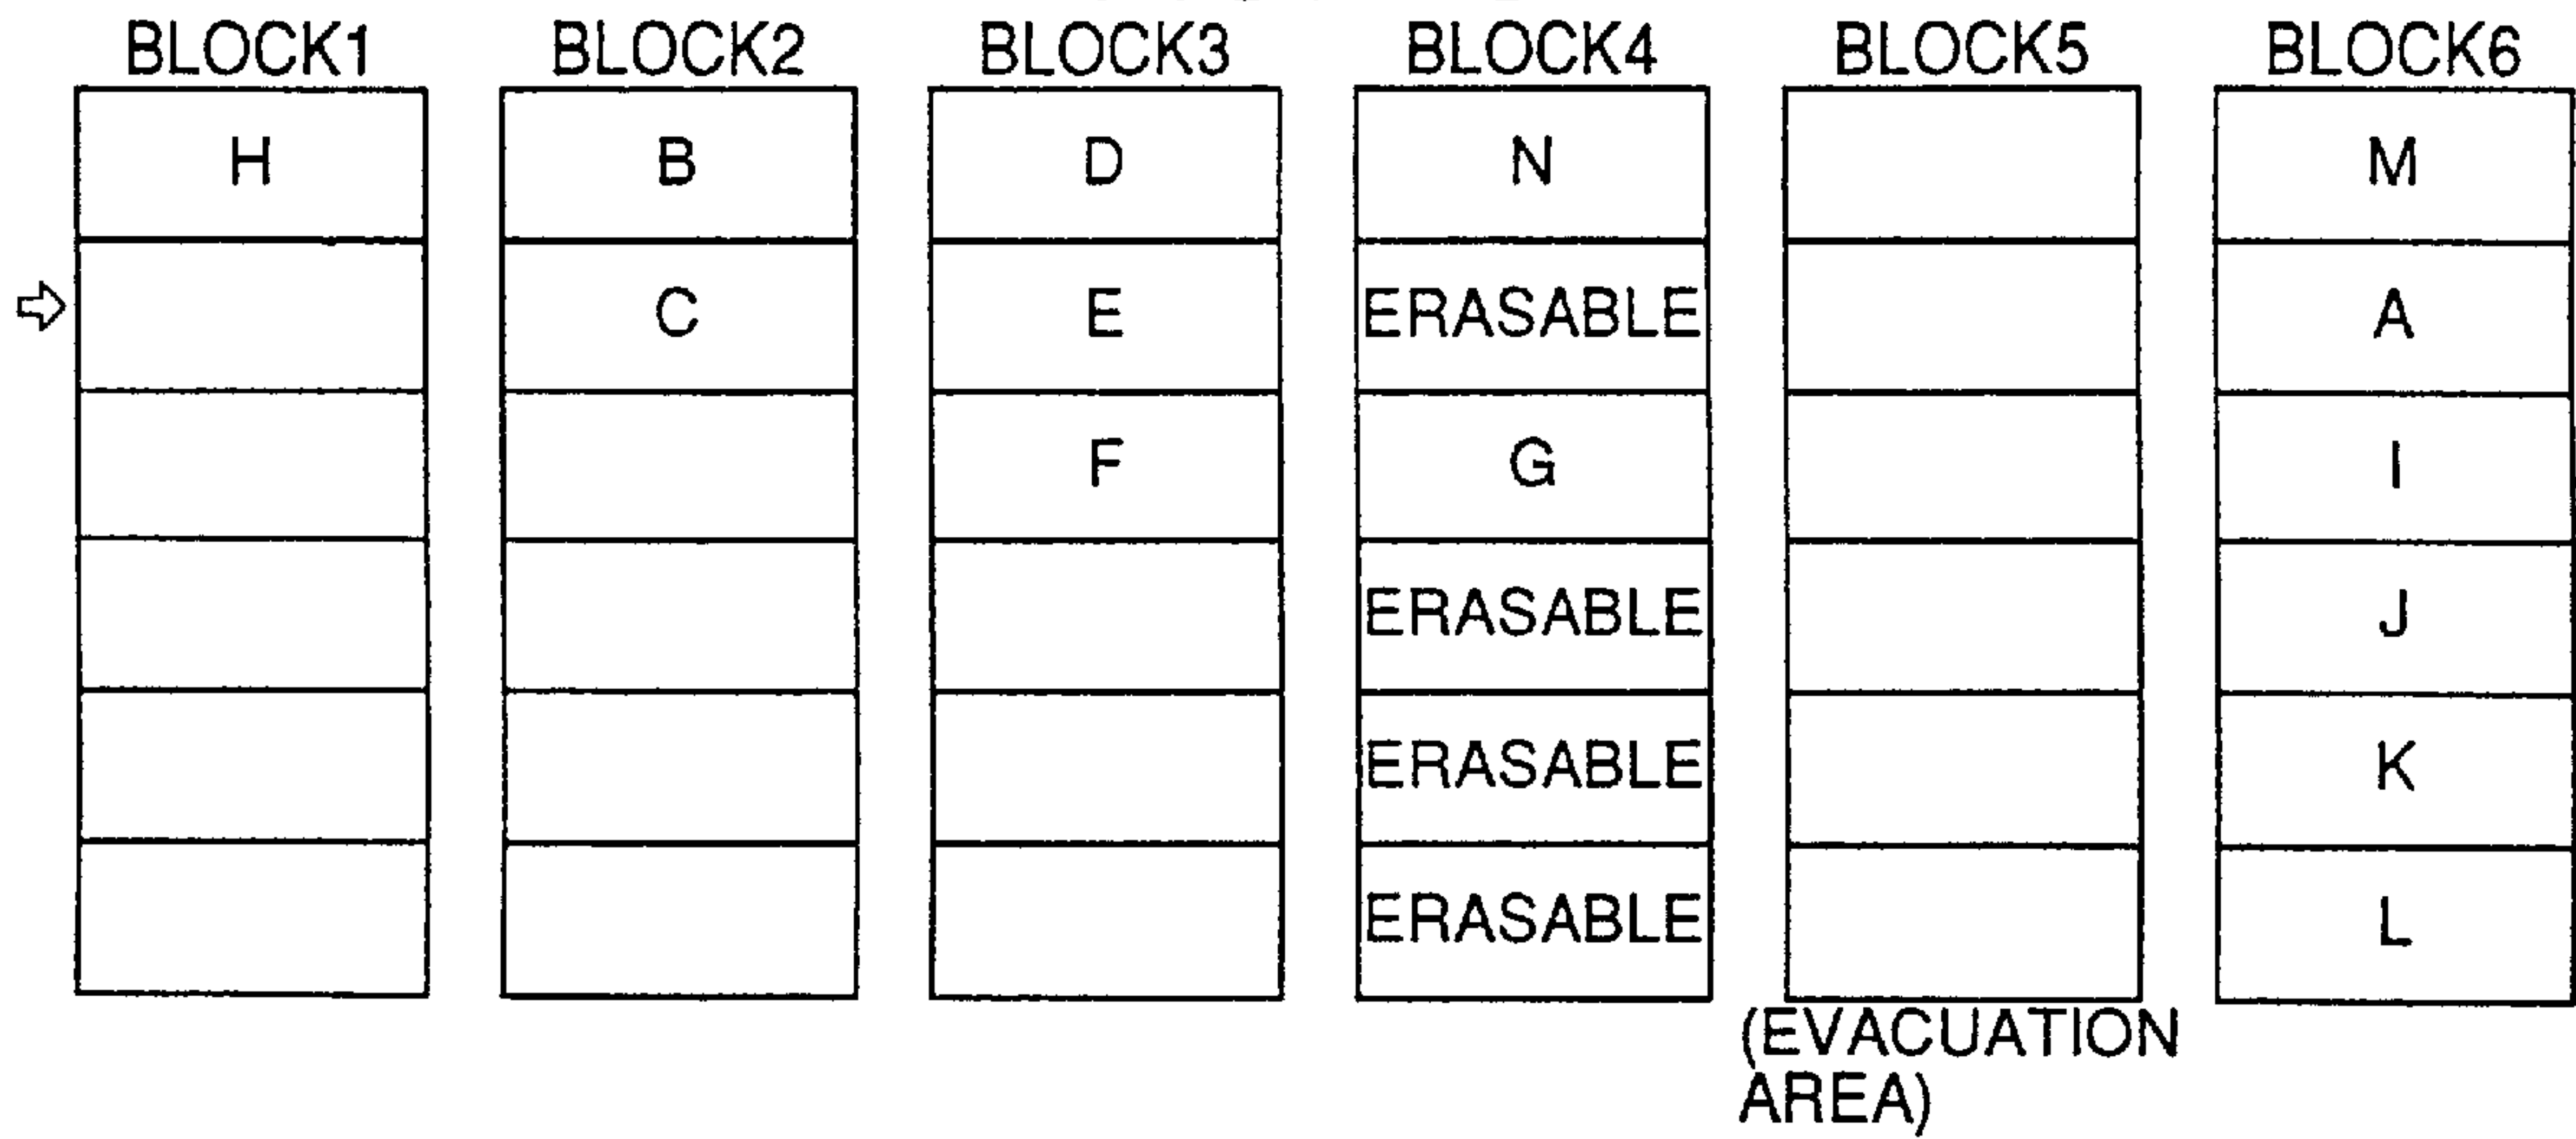 BLOCK1 BLOCK2 BLOCK3 BLOCK4 BLOCK5 BLOCK6
H B D N M
C E ERASABLE A
F G I
ERASABLE J
ERASABLE K
ERASABLE L
(EVACUATION
AREA)